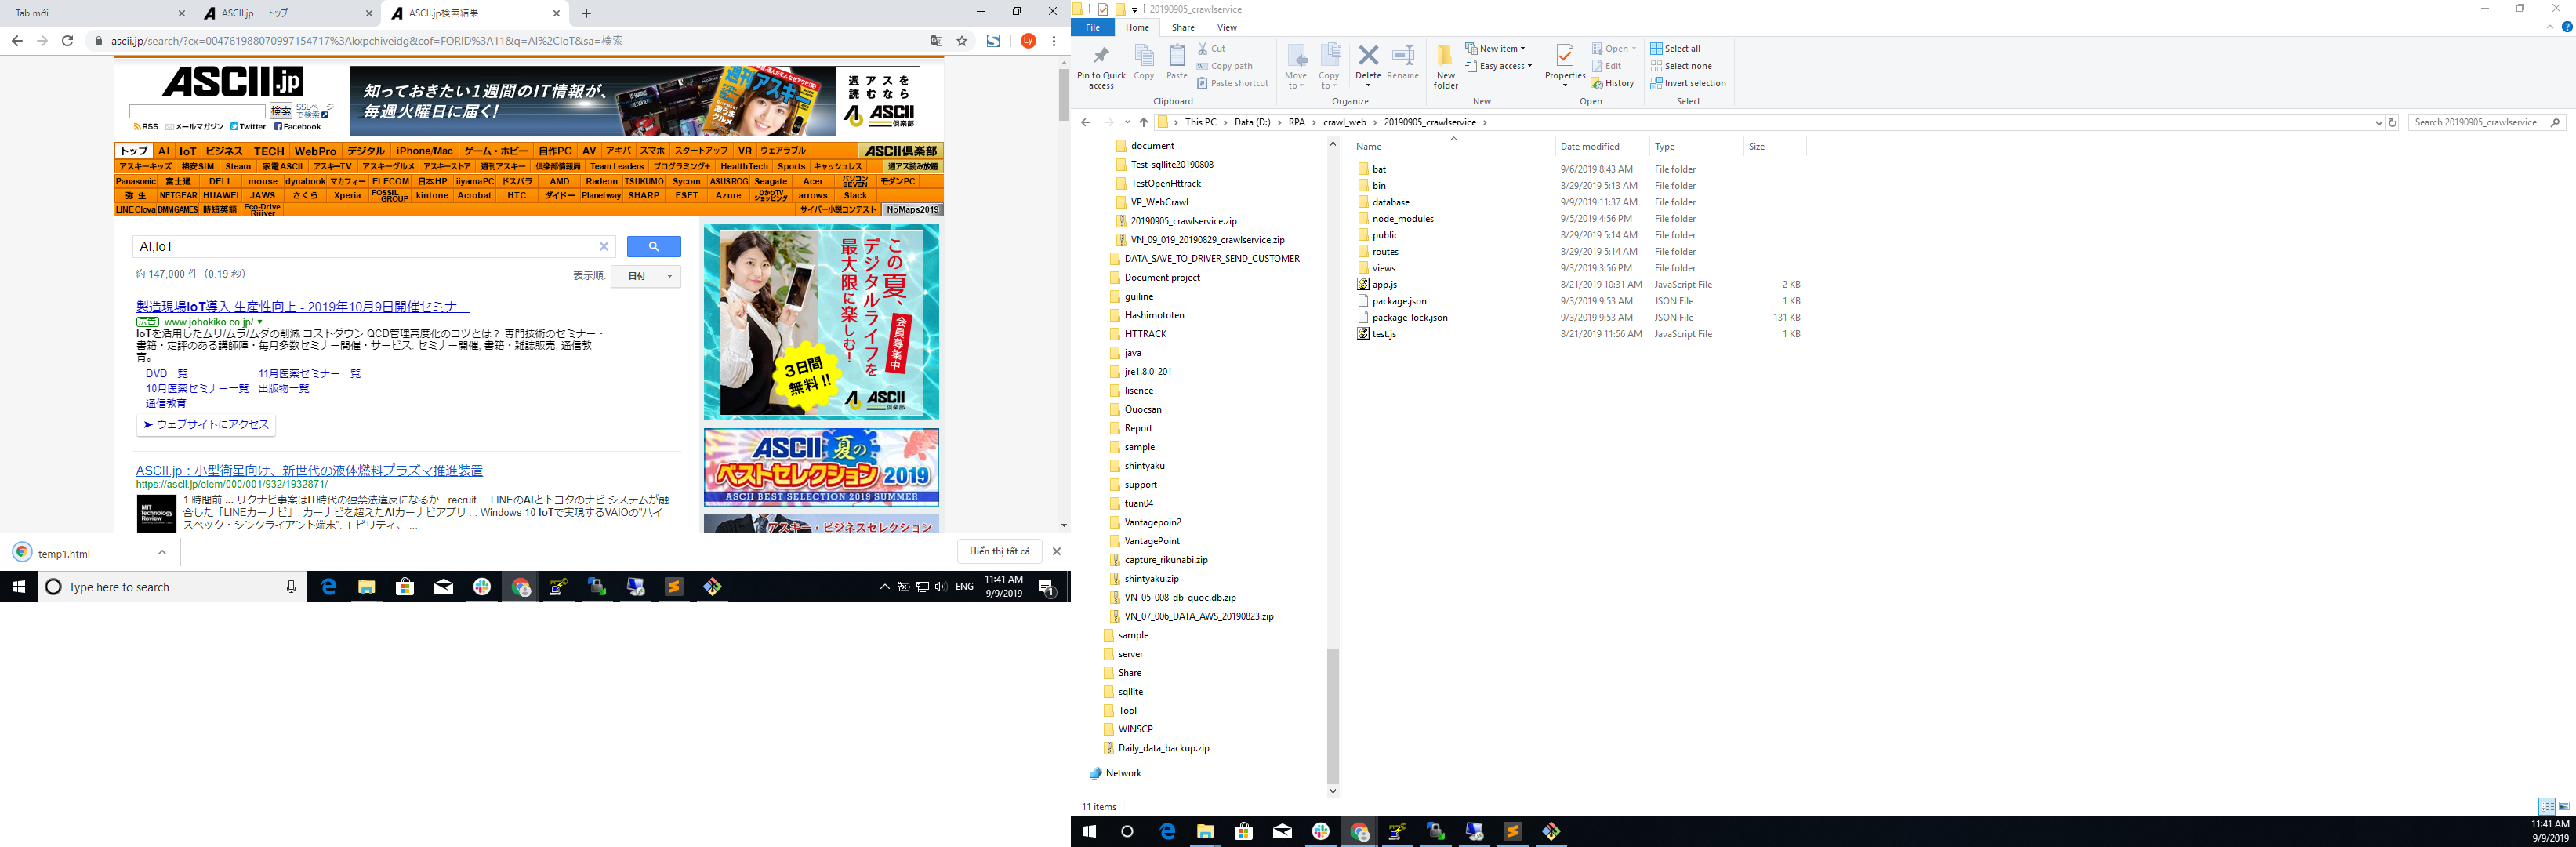 Tab mới
ASCII.jp － トップ
ASCII.jp検索結果
ascii.jp/search/?cx=004761988070997154717%3Akxpchiveidg&cof=FORID%3A11&q=AI%2CIoT&sa=検索
Ly
ASCII.jp
検索
SSLページで検索
RSS メールマガジン Twitter Facebook
知っておきたい1週間のIT情報が、
毎週火曜日に届く!
週アスを
読むなら
ASCII
倶楽部
トップ AI IoT ビジネス TECH WebPro デジタル iPhone/Mac ゲーム・ホビー 自作PC AV アキバ スマホ スタートアップ VR ウェアラブル ASCII倶楽部
アスキーキッズ 格安SIM Steam 家電ASCII アスキーTV アスキーグルメ アスキーストア 週刊アスキー 倶楽部情報局 Team Leaders プログラミング+ HealthTech Sports キャッシュレス 週アス読み放題
Panasonic 富士通 DELL mouse dynabook マカフィー ELECOM 日本HP iiyamaPC ドスパラ AMD Radeon TSUKUMO Sycom ASUS ROG Seagate Acer パソコンSEVEN モダンPC
弥生 NETGEAR HUAWEI JAWS さくら Xperia FOSSIL GROUP kintone Acrobat HTC ダイドー Planetway SHARP ESET Azure ひかりTVショッピング arrows Slack
LINE Clova DMM GAMES 時短英語 Eco-Drive Riiiver サイバー小説コンテスト NoMaps2019
AI,IoT
約 147,000 件 (0.19 秒)
表示順:
日付
製造現場IoT導入 生産性向上 - 2019年10月9日開催セミナー
広告 www.johokiko.co.jp/
IoTを活用したムリ/ムラ/ムダの削減 コストダウン QCD管理高度化のコツとは？ 専門技術のセミナー・
書籍・定評のある講師陣・毎月多数セミナー開催・サービス: セミナー開催, 書籍・雑誌販売, 通信教
育。
DVD一覧 11月医薬セミナー一覧
10月医薬セミナー一覧 出版物一覧
通信教育
➤ ウェブサイトにアクセス
ASCII.jp：小型衛星向け、新世代の液体燃料プラズマ推進装置
https://ascii.jp/elem/000/001/932/1932871/
MIT
Technology
Review
1 時間前 ... リクナビ事案はIT時代の独禁法違反になるか · recruit ... LINEのAIとトヨタのナビ システムが融
合した「LINEカーナビ」. カーナビを超えたAIカーナビアプリ ... Windows 10 IoTで実現するVAIOの"ハイ
スペック・シンクライアント端末". モビリティ、 ...
この夏、
デジタルライフを
最大限に楽しむ!
会員募集中
3日間
無料!!
ASCII
倶楽部
ASCII 夏の
ベストセレクション 2019
ASCII BEST SELECTION 2019 SUMMER
アスキー・ビジネスセレクション
temp1.html
Hiển thị tất cả
Type here to search
ENG
11:41 AM
9/9/2019
1
20190905_crawlservice
File Home Share View
Pin to Quick access
Copy
Paste
Cut
Copy path
Paste shortcut
Clipboard
Move to
Copy to
Delete
Rename
Organize
New folder
New item
Easy access
New
Properties
Open
Edit
History
Open
Select all
Select none
Invert selection
Select
This PC > Data (D:) > RPA > crawl_web > 20190905_crawlservice >
Search 20190905_crawlservice
document
Test_sqllite20190808
TestOpenHttrack
VP_WebCrawl
20190905_crawlservice.zip
VN_09_019_20190829_crawlservice.zip
DATA_SAVE_TO_DRIVER_SEND_CUSTOMER
Document project
guiline
Hashimototen
HTTRACK
java
jre1.8.0_201
lisence
Quocsan
Report
sample
shintyaku
support
tuan04
Vantagepoin2
VantagePoint
capture_rikunabi.zip
shintyaku.zip
VN_05_008_db_quoc.db.zip
VN_07_006_DATA_AWS_20190823.zip
sample
server
Share
sqllite
Tool
WINSCP
Daily_data_backup.zip
Network
Name Date modified Type Size
bat 9/6/2019 8:43 AM File folder
bin 8/29/2019 5:13 AM File folder
database 9/9/2019 11:37 AM File folder
node_modules 9/5/2019 4:56 PM File folder
public 8/29/2019 5:14 AM File folder
routes 8/29/2019 5:14 AM File folder
views 9/3/2019 3:56 PM File folder
app.js 8/21/2019 10:31 AM JavaScript File 2 KB
package.json 9/3/2019 9:53 AM JSON File 1 KB
package-lock.json 9/3/2019 9:53 AM JSON File 131 KB
test.js 8/21/2019 11:56 AM JavaScript File 1 KB
11 items
11:41 AM
9/9/2019